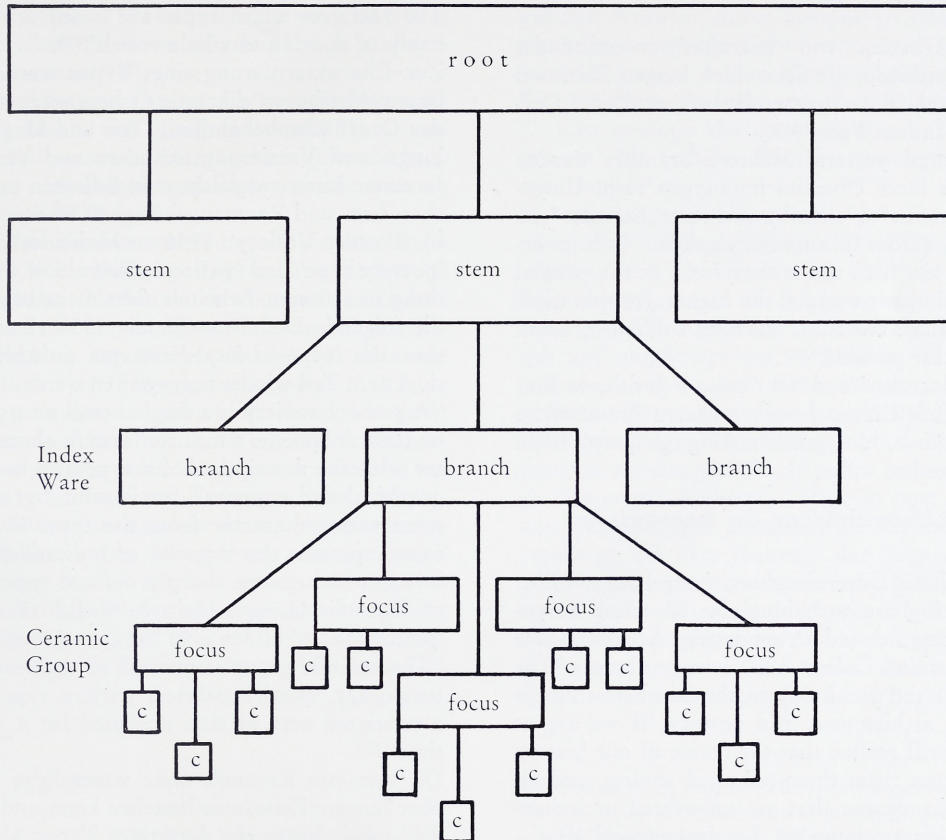 root
stem
stem
stem
Index
Ware
branch
branch
branch
focus
focus
Ceramic
Group
focus
focus
c
c
c
c
focus
c
c
c
c
c
c
c
c
c